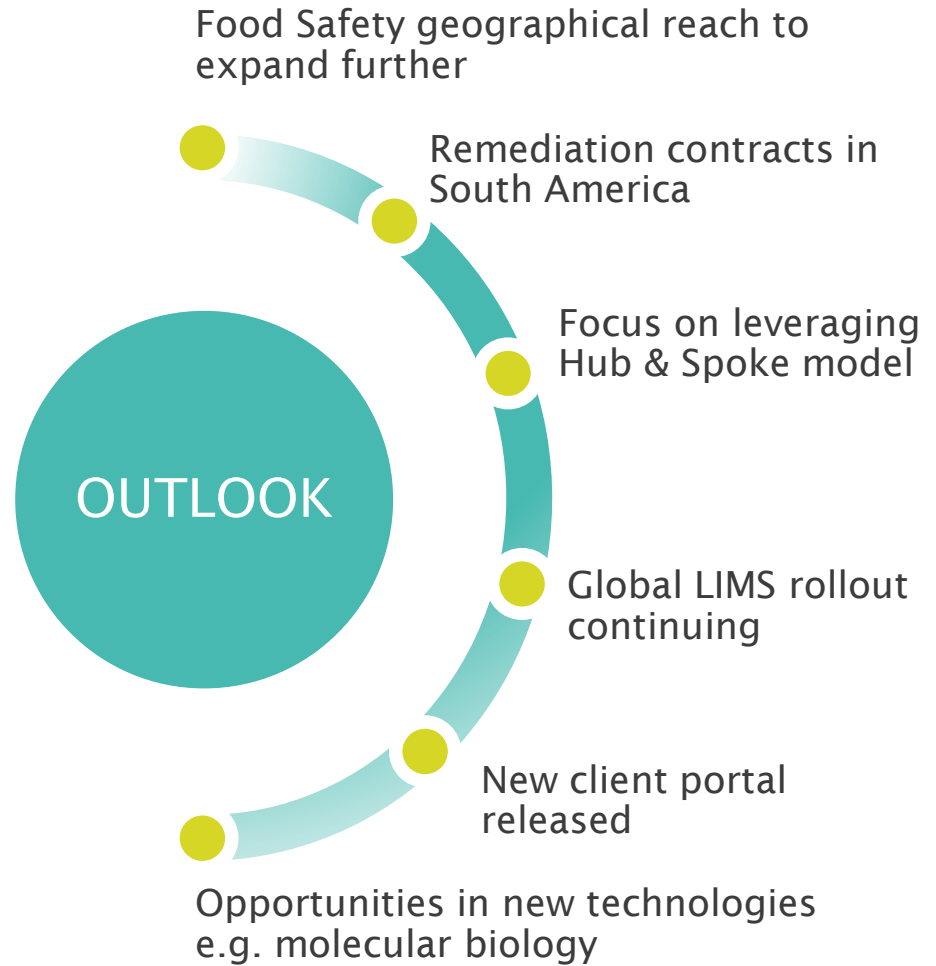 Food Safety geographical reach to
expand further
Remediation contracts in
South America
Focus on leveraging
Hub & Spoke model
OUTLOOK
Global LIMS rollout
continuing
New client portal
released
Opportunities in new technologies
e.g. molecular biology